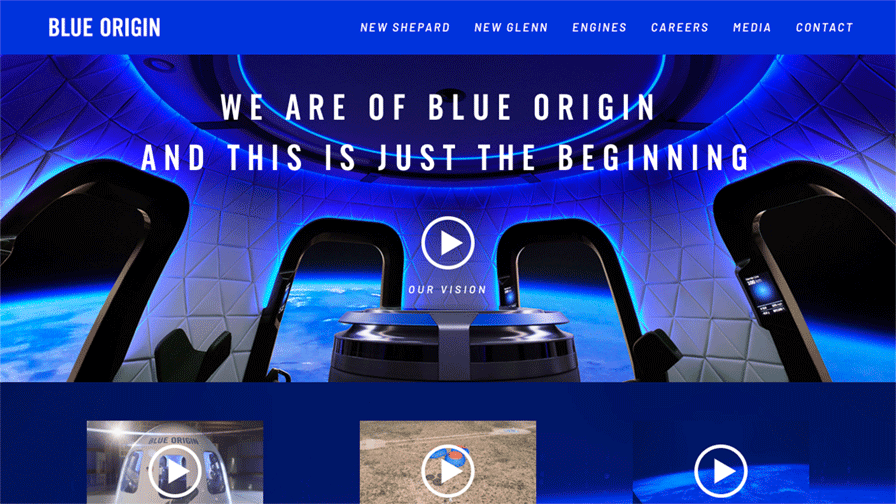 BLUE ORIGIN
NEW SHEPARD
NEW GLENN
ENGINES
CAREERS
MEDIA
CONTACT
WE ARE OF BLUE ORIGIN
AND THIS IS JUST THE BEGINNING
OUR VISION
BLUE ORIGIN